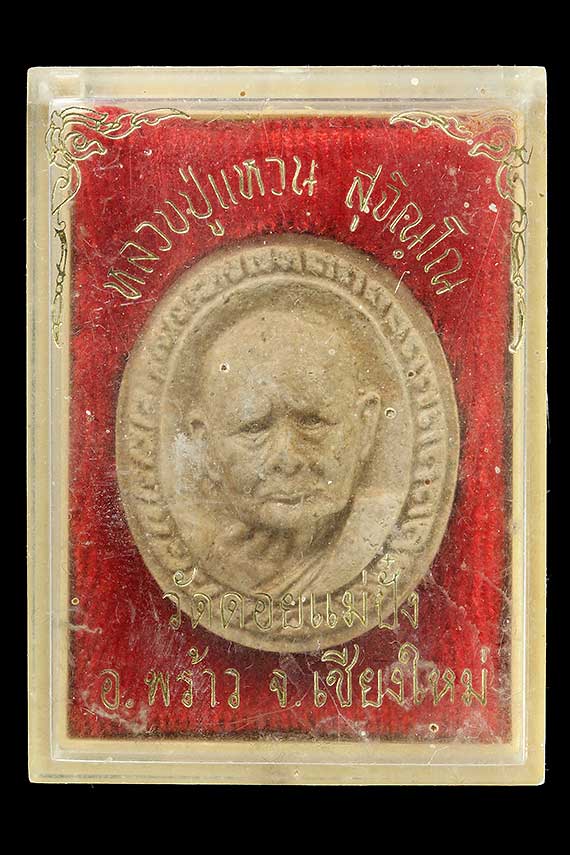 หลวงปู่แหวน สุจิณฺโณ
วัดดอยแม่ปั๋ง
อ.พร้าว จ.เชียงใหม่